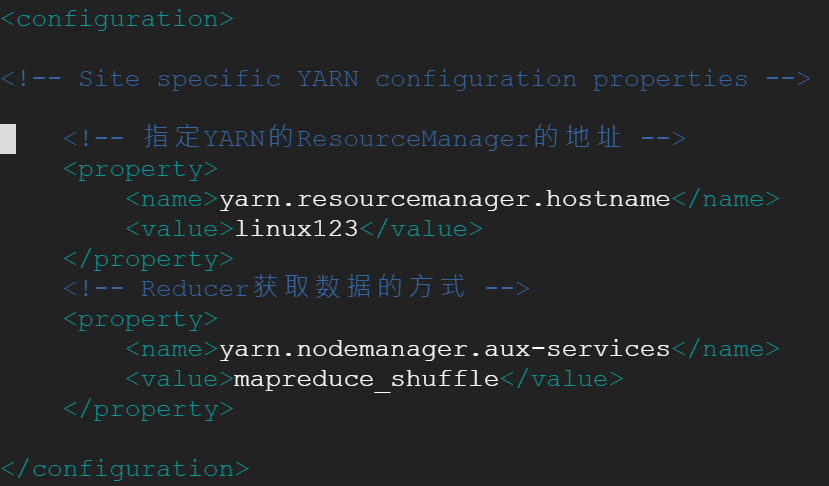 <configuration>
<!-- Site specific YARN configuration properties -->
<!-- 指定YARN的ResourceManager的地址 -->
<property>
<name>yarn.resourcemanager.hostname</name>
<value>linux123</value>
</property>
<!-- Reducer获取数据的方式 -->
<property>
<name>yarn.nodemanager.aux-services</name>
<value>mapreduce_shuffle</value>
</property>
</configuration>